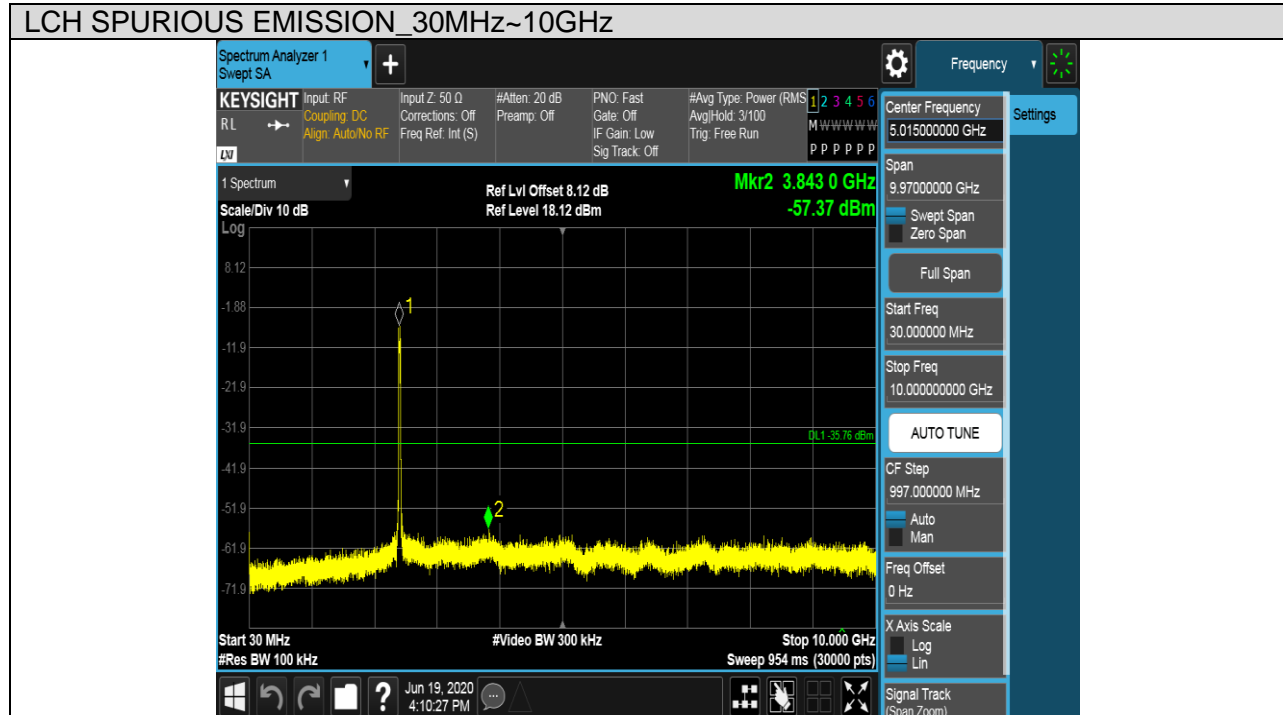 LCH SPURIOUS EMISSION_30MHz~10GHz
Spectrum Analyzer 1
Swept SA
+
Frequency
KEYSIGHT
RL
LXI
Input: RF
Coupling: DC
Align: Auto/No RF
Input Z: 50 Ω
Corrections: Off
Freq Ref: Int (S)
#Atten: 20 dB
Preamp: Off
PNO: Fast
Gate: Off
IF Gain: Low
Sig Track: Off
#Avg Type: Power (RMS
Avg|Hold: 3/100
Trig: Free Run
1 2 3 4 5 6
M W W W W W
P P P P P P
1 Spectrum
Scale/Div 10 dB
Log
Ref Lvl Offset 8.12 dB
Ref Level 18.12 dBm
Mkr2 3.843 0 GHz
-57.37 dBm
8.12
-1.88
-11.9
-21.9
-31.9
-41.9
-51.9
-61.9
-71.9
1
2
DL1 -35.76 dBm
Start 30 MHz
#Res BW 100 kHz
#Video BW 300 kHz
Stop 10.000 GHz
Sweep 954 ms (30000 pts)
Center Frequency
5.015000000 GHz
Span
9.97000000 GHz
Swept Span
Zero Span
Full Span
Start Freq
30.000000 MHz
Stop Freq
10.000000000 GHz
AUTO TUNE
CF Step
997.000000 MHz
Auto
Man
Freq Offset
0 Hz
X Axis Scale
Log
Lin
Signal Track
(Span Zoom)
Settings
?
Jun 19, 2020
4:10:27 PM